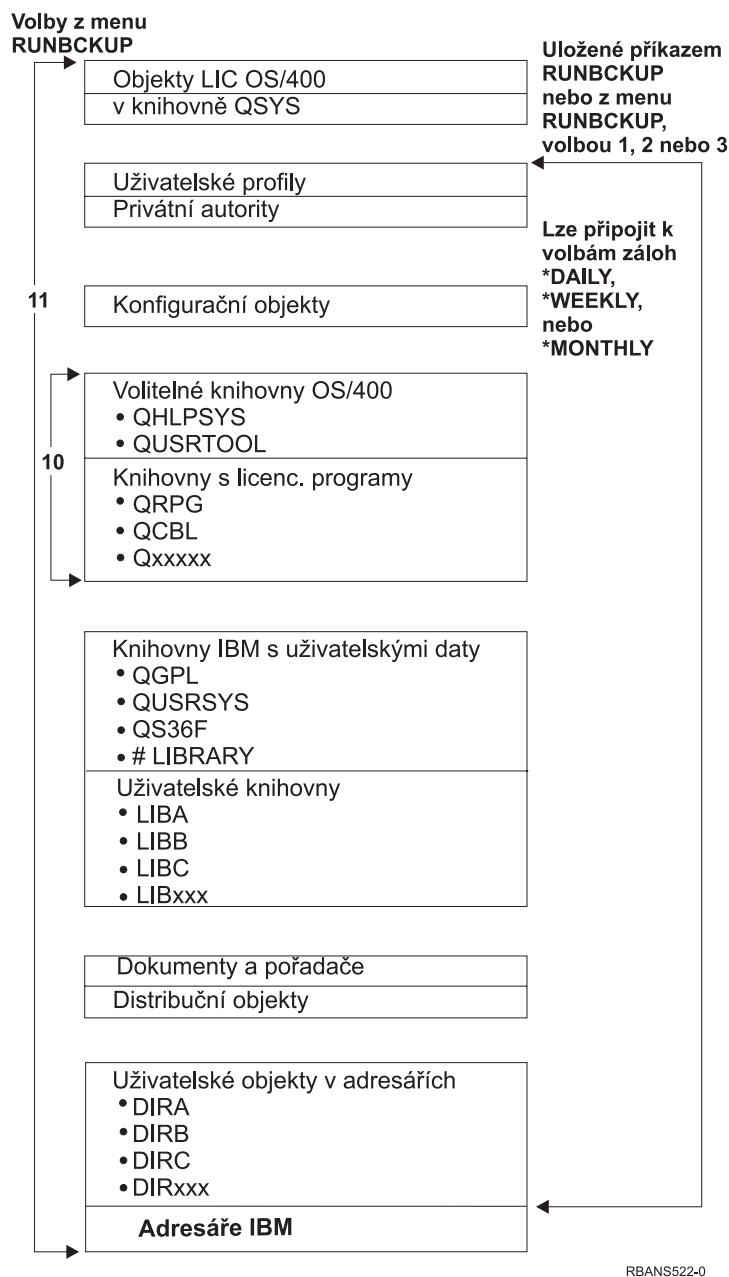 Volby z menu
RUNBCKUP
Uložené příkazem
RUNBCKUP
nebo z menu
RUNBCKUP,
volbou 1, 2 nebo 3
Objekty LIC OS/400
v knihovně QSYS
Uživatelské profily
Privátní autority
Lze připojit k
volbám záloh
*DAILY,
*WEEKLY,
nebo
*MONTHLY
11
Konfigurační objekty
10
Volitelné knihovny OS/400
• QHLPSYS
• QUSRTOOL
Knihovny s licenc. programy
• QRPG
• QCBL
• Qxxxxx
Knihovny IBM s uživatelskými daty
• QGPL
• QUSRSYS
• QS36F
• # LIBRARY
Uživatelské knihovny
• LIBA
• LIBB
• LIBC
• LIBxxx
Dokumenty a pořadače
Distribuční objekty
Uživatelské objekty v adresářích
• DIRA
• DIRB
• DIRC
• DIRxxx
Adresáře IBM
RBANS522-0